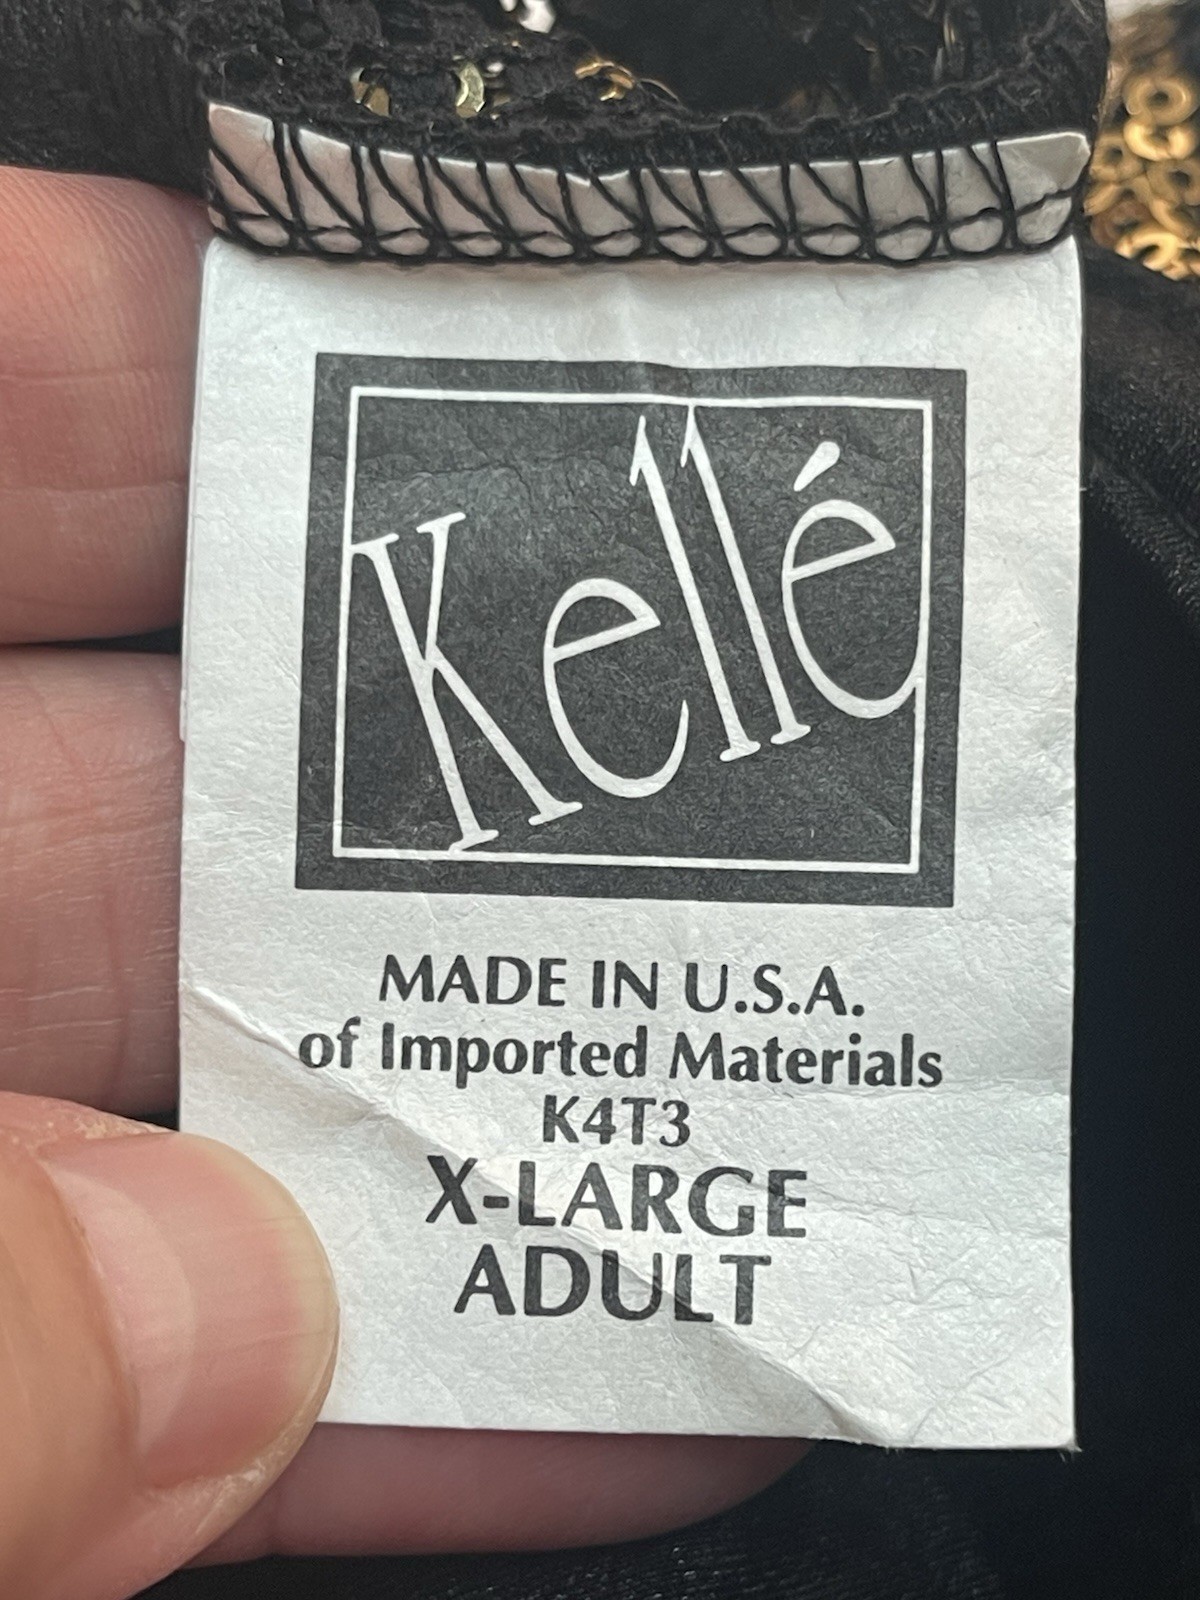 Kellé
MADE IN U.S.A.
of Imported Materials
K4T3
X-LARGE
ADULT